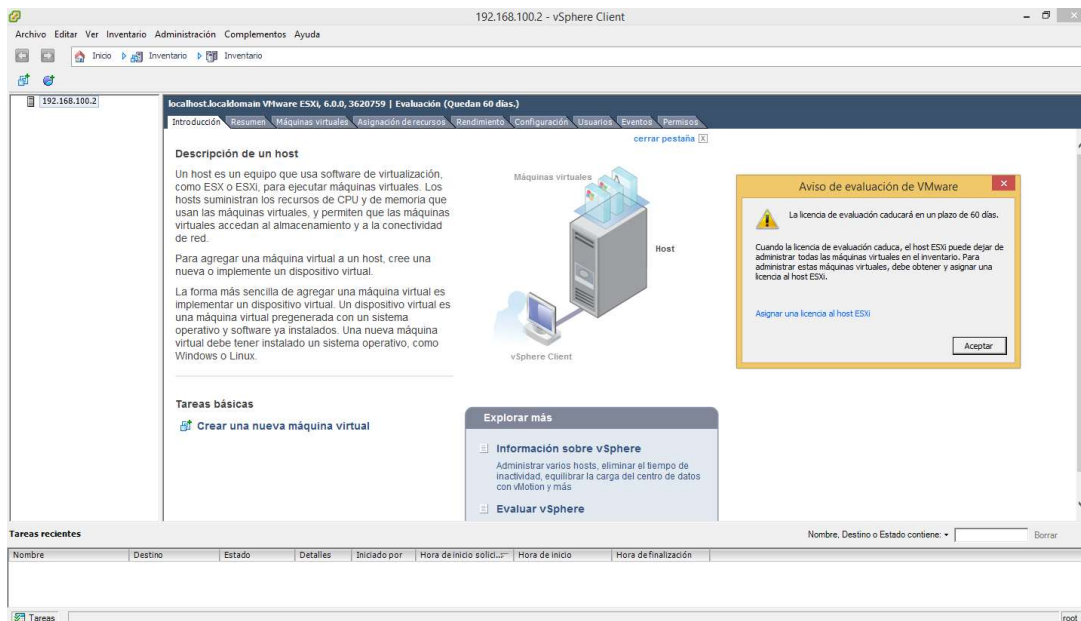 192.168.100.2 - vSphere Client
Archivo Editar Ver Inventario Administración Complementos Ayuda
Inicio Inventario Inventario
192.168.100.2
localhost.localdomain VMware ESXi, 6.0.0, 3620759 | Evaluación (Quedan 60 días.)
Introducción Resumen Máquinas virtuales Asignación de recursos Rendimiento Configuración Usuarios Eventos Permisos
cerrar pestaña
Descripción de un host
Un host es un equipo que usa software de virtualización,
como ESX o ESXi, para ejecutar máquinas virtuales. Los
hosts suministran los recursos de CPU y de memoria que
usan las máquinas virtuales, y permiten que las máquinas
virtuales accedan al almacenamiento y a la conectividad
de red.
Para agregar una máquina virtual a un host, cree una
nueva o implemente un dispositivo virtual.
La forma más sencilla de agregar una máquina virtual es
implementar un dispositivo virtual. Un dispositivo virtual es
una máquina virtual pregenerada con un sistema
operativo y software ya instalados. Una nueva máquina
virtual debe tener instalado un sistema operativo, como
Windows o Linux.
Máquinas virtuales
Host
vSphere Client
Tareas básicas
Crear una nueva máquina virtual
Explorar más
Información sobre vSphere
Administrar varios hosts, eliminar el tiempo de
inactividad, equilibrar la carga del centro de datos
con vMotion y más
Evaluar vSphere
Aviso de evaluación de VMware
La licencia de evaluación caducará en un plazo de 60 días.
Cuando la licencia de evaluación caduca, el host ESXi puede dejar de
administrar todas las máquinas virtuales en el inventario. Para
administrar estas máquinas virtuales, debe obtener y asignar una
licencia al host ESXi.
Asignar una licencia al host ESXi
Aceptar
Tareas recientes
Nombre, Destino o Estado contiene:
Borrar
Nombre Destino Estado Detalles Iniciado por Hora de inicio solici... Hora de inicio Hora de finalización
Tareas
root